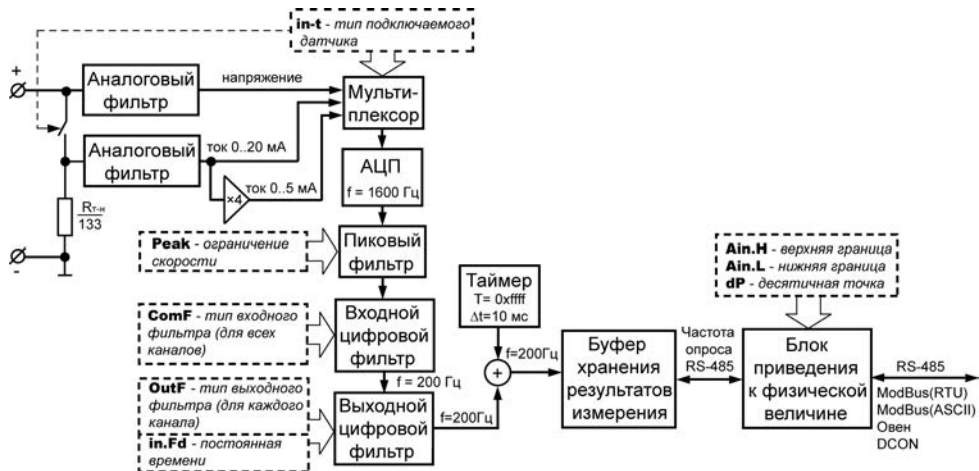 in-t - тип подключаемого
датчика
+
Аналоговый
фильтр
напряжение
Мульти-
плексор
Аналоговый
фильтр
ток 0..20 мА
×4
ток 0..5 мА
АЦП
f = 1600 Гц
Rт-н
133
-
Peak - ограничение
скорости
Пиковый
фильтр
ComF - тип входного
фильтра (для всех
каналов)
Входной
цифровой
фильтр
f = 200 Гц
OutF - тип выходного
фильтра (для каждого
канала)
in.Fd - постоянная
времени
Выходной
цифровой
фильтр
f=200Гц
Таймер
T= 0xffff
Δt=10 мс
+
f=200Гц
Буфер
хранения
результатов
измерения
Частота
опроса
RS-485
Ain.H - верхняя граница
Ain.L - нижняя граница
dP - десятичная точка
Блок
приведения
к физической
величине
RS-485
ModBus(RTU)
ModBus(ASCII)
Овен
DCON